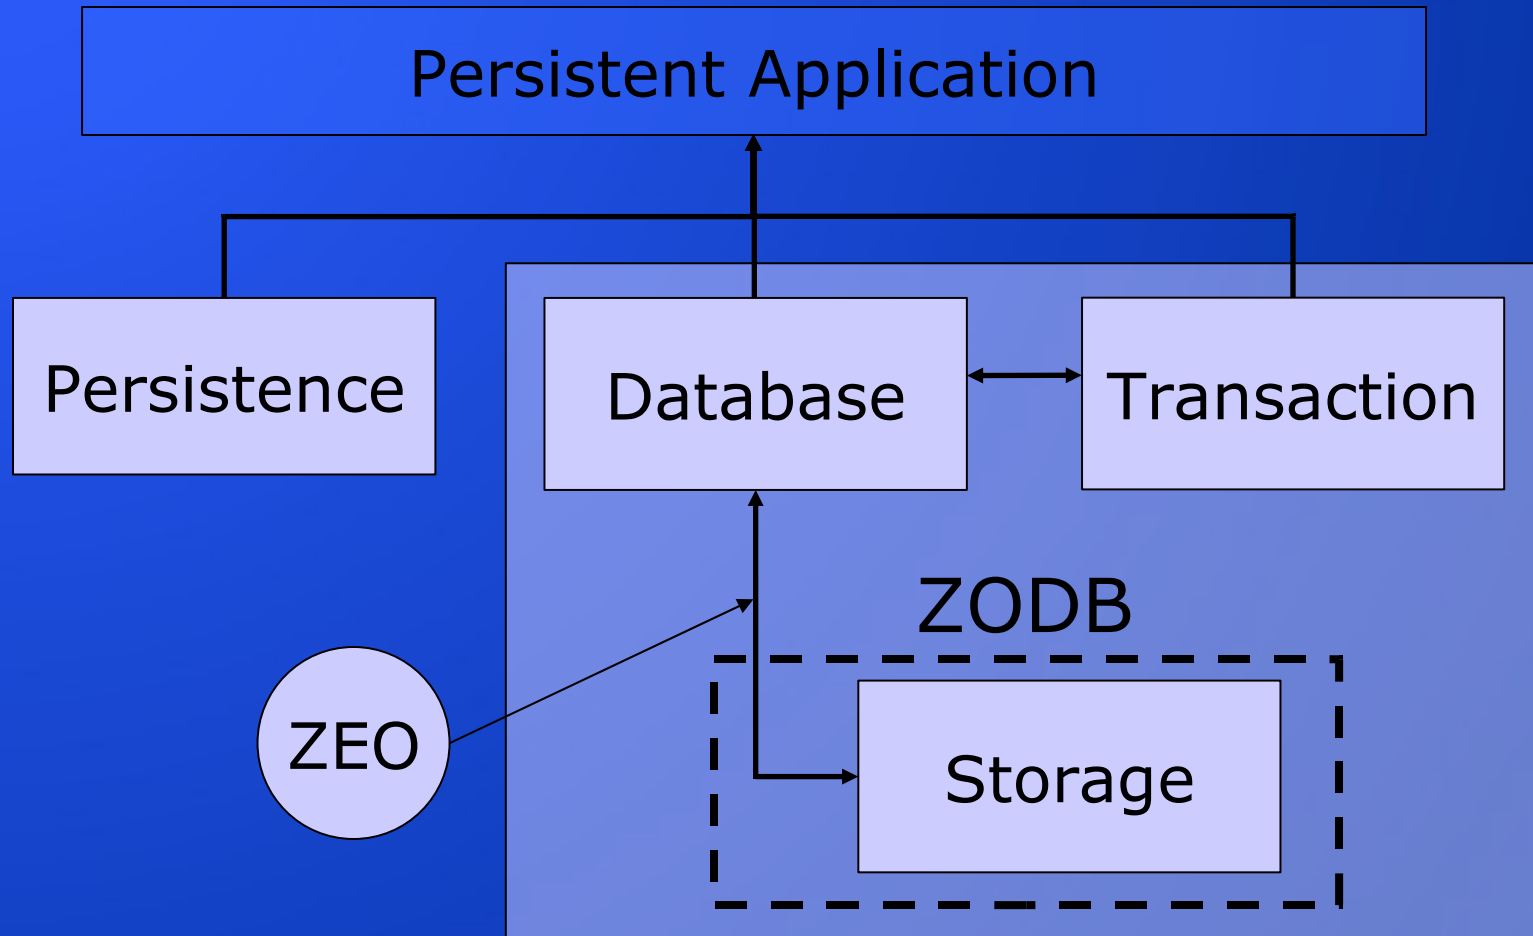 Persistent Application
Persistence
Database
Transaction
ZODB
ZEO
Storage